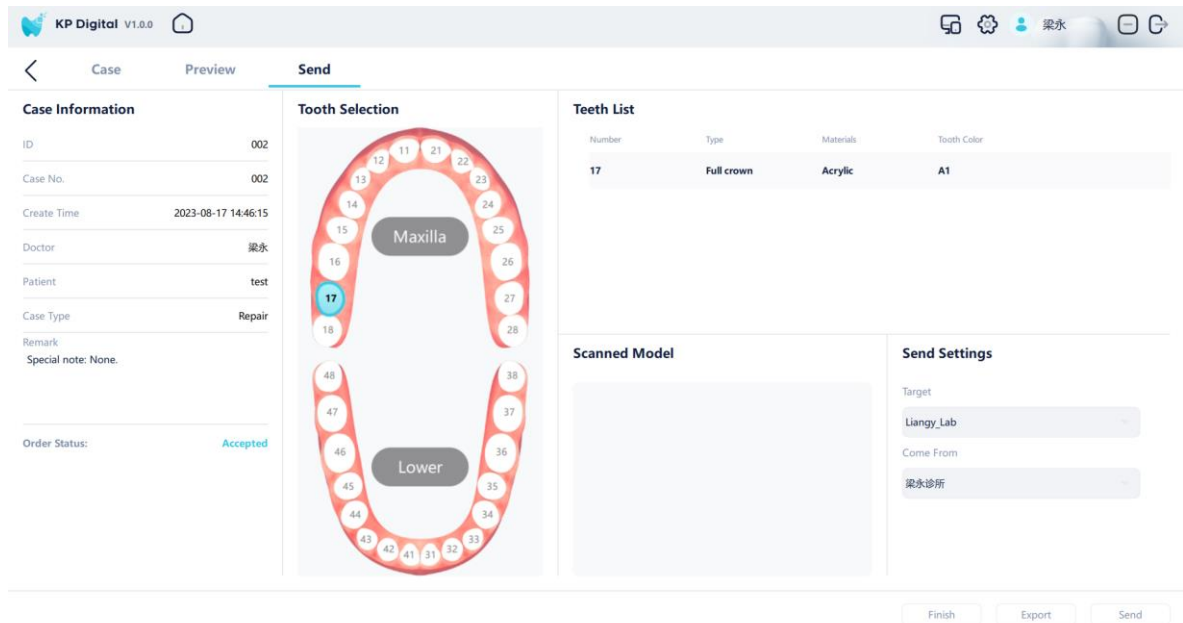 KP Digital V1.0.0
梁永
Case Preview Send
Case Information
ID 002
Case No. 002
Create Time 2023-08-17 14:46:15
Doctor 梁永
Patient test
Case Type Repair
Remark
Special note: None.
Order Status: Accepted
Tooth Selection
11 21
12 22
13 23
14 24
15 25
Maxilla
16 26
17 27
18 28
48 38
47 37
46 36
Lower
45 35
44 34
43 33
42 41 31 32
Teeth List
Number Type Materials Tooth Color
17 Full crown Acrylic A1
Scanned Model
Send Settings
Target
Liangy_Lab
Come From
梁永诊所
Finish Export Send